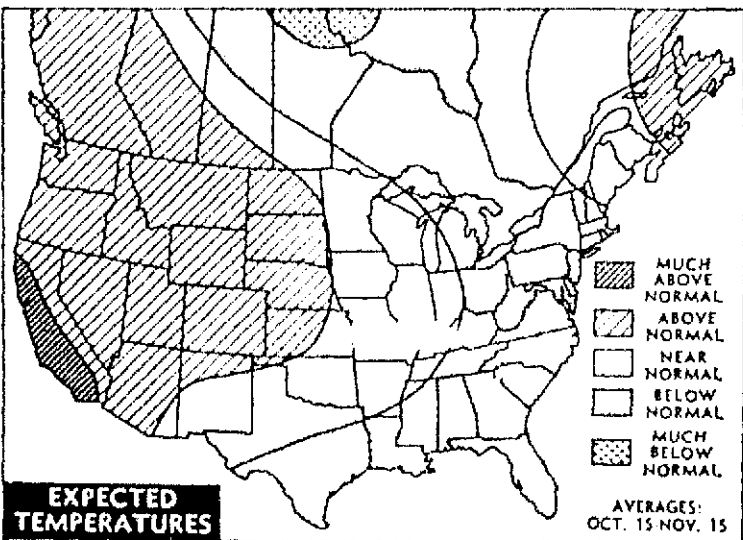 MUCH
ABOVE
NORMAL
ABOVE
NORMAL
NEAR
NORMAL
BELOW
NORMAL
MUCH
BELOW
NORMAL
EXPECTED
TEMPERATURES
AVERAGES:
OCT. 15-NOV. 15